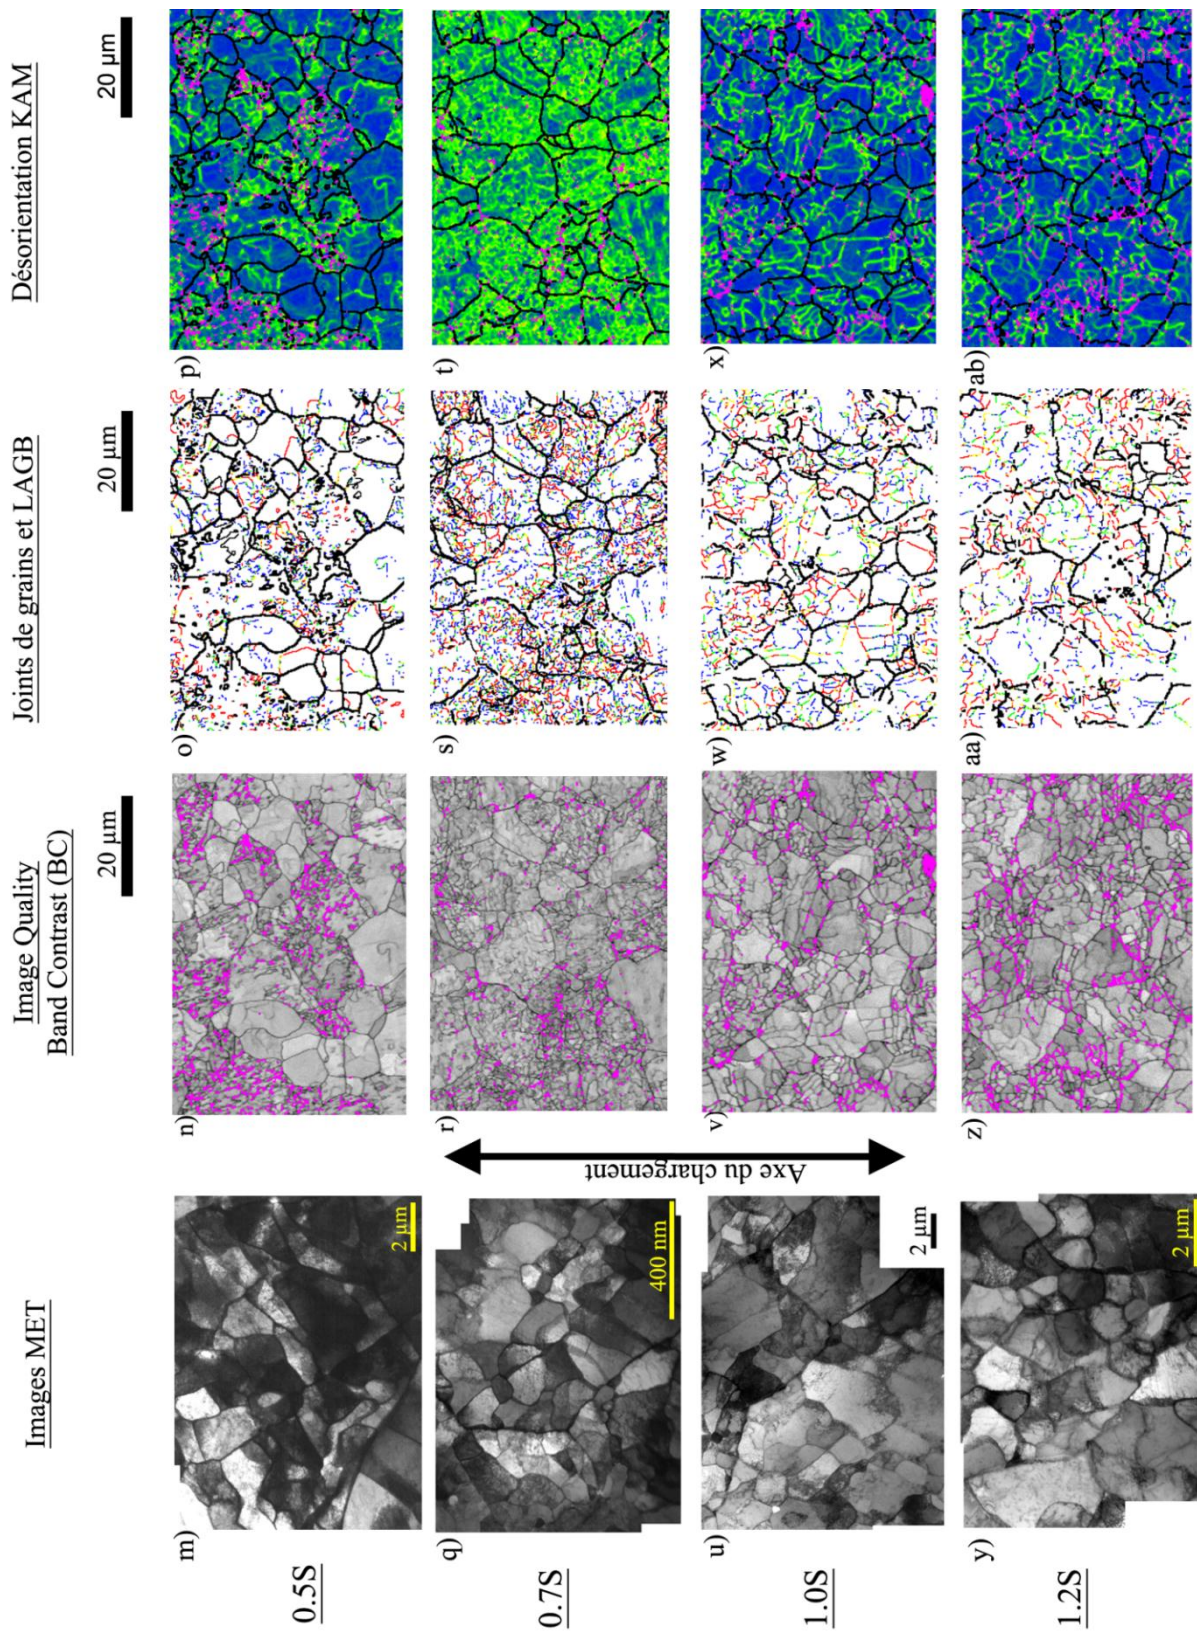 Images MET
Image Quality
Band Contrast (BC)
Joints de grains et LAGB
Désorientation KAM
20 µm
20 µm
20 µm
0.5S
m)
2 µm
n)
o)
p)
0.7S
q)
400 nm
r)
s)
t)
Axe du chargement
1.0S
u)
2 µm
v)
w)
x)
1.2S
y)
2 µm
z)
aa)
ab)